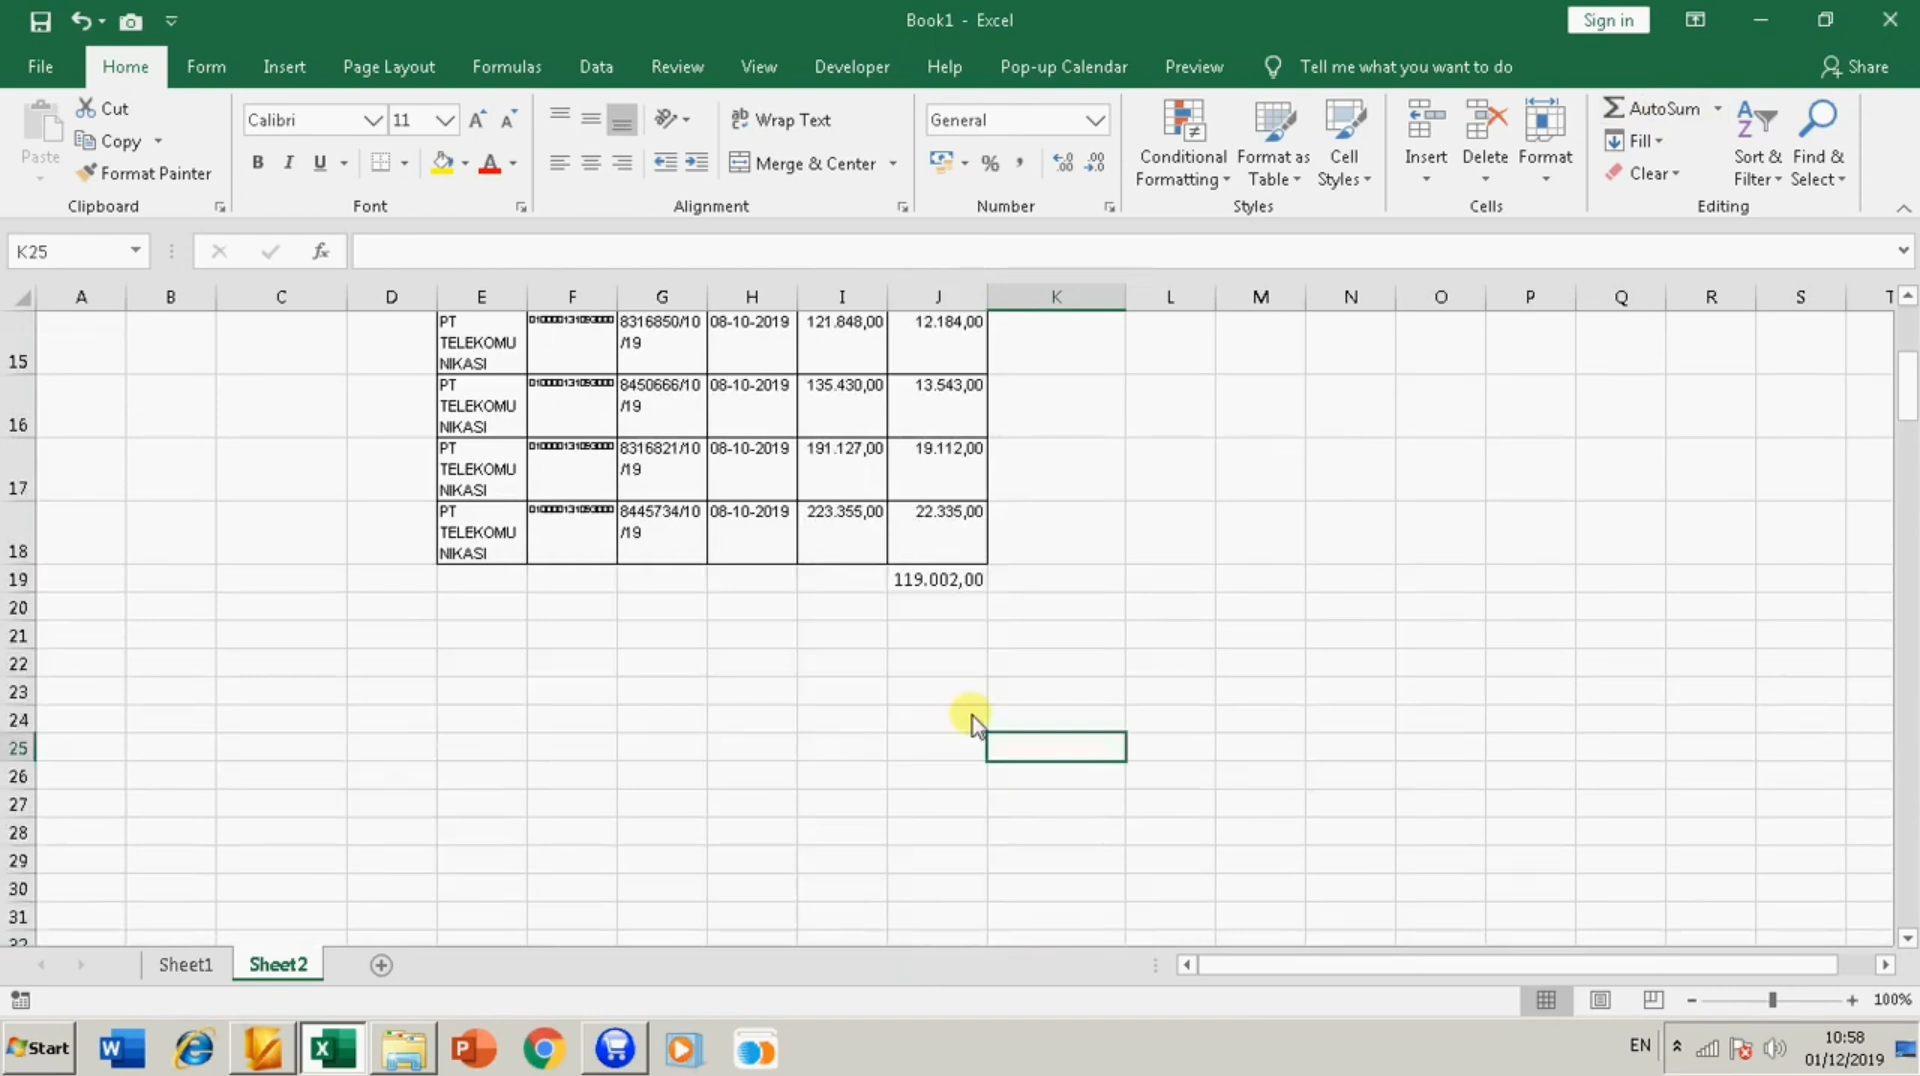 Book1 - Excel
Sign in
File Home Form Insert Page Layout Formulas Data Review View Developer Help Pop-up Calendar Preview Tell me what you want to do Share
Paste
Cut
Copy
Format Painter
Clipboard
Calibri 11
B I U
Font
Wrap Text
Merge & Center
Alignment
General
Number
Conditional Formatting
Format as Table
Cell Styles
Styles
Insert
Delete
Format
Cells
AutoSum
Fill
Clear
Sort & Filter
Find & Select
Editing
K25
fx
A B C D E F G H I J K L M N O P Q R S T
15 PT TELEKOMUNIKASI 010000131093000 8316850/10/19 08-10-2019 121.848,00 12.184,00
16 PT TELEKOMUNIKASI 010000131093000 8450666/10/19 08-10-2019 135.430,00 13.543,00
17 PT TELEKOMUNIKASI 010000131093000 8316821/10/19 08-10-2019 191.127,00 19.112,00
18 PT TELEKOMUNIKASI 010000131093000 8445734/10/19 08-10-2019 223.355,00 22.335,00
19 119.002,00
20
21
22
23
24
25
26
27
28
29
30
31
32
Sheet1 Sheet2
100%
Start
EN
10:58
01/12/2019